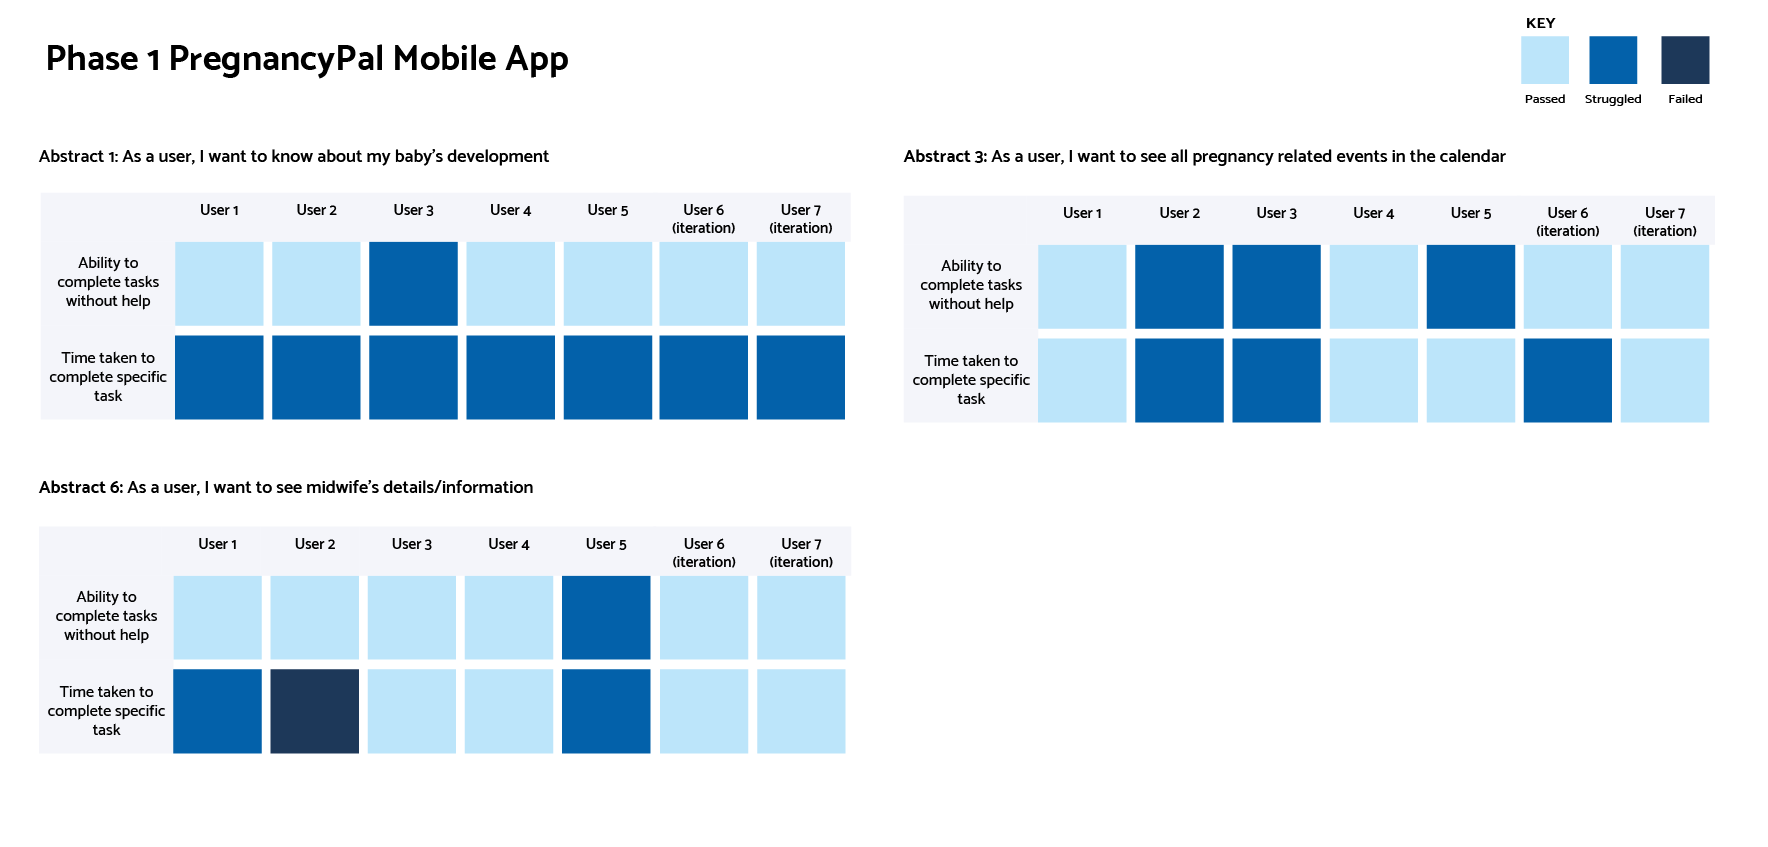 Phase 1 PregnancyPal Mobile App
KEY
Passed
Struggled
Failed
Abstract 1: As a user, I want to know about my baby's development
User 1
User 2
User 3
User 4
User 5
User 6
(iteration)
User 7
(iteration)
Ability to
complete tasks
without help
Time taken to
complete specific
task
Abstract 3: As a user, I want to see all pregnancy related events in the calendar
User 1
User 2
User 3
User 4
User 5
User 6
(iteration)
User 7
(iteration)
Ability to
complete tasks
without help
Time taken to
complete specific
task
Abstract 6: As a user, I want to see midwife's details/information
User 1
User 2
User 3
User 4
User 5
User 6
(iteration)
User 7
(iteration)
Ability to
complete tasks
without help
Time taken to
complete specific
task